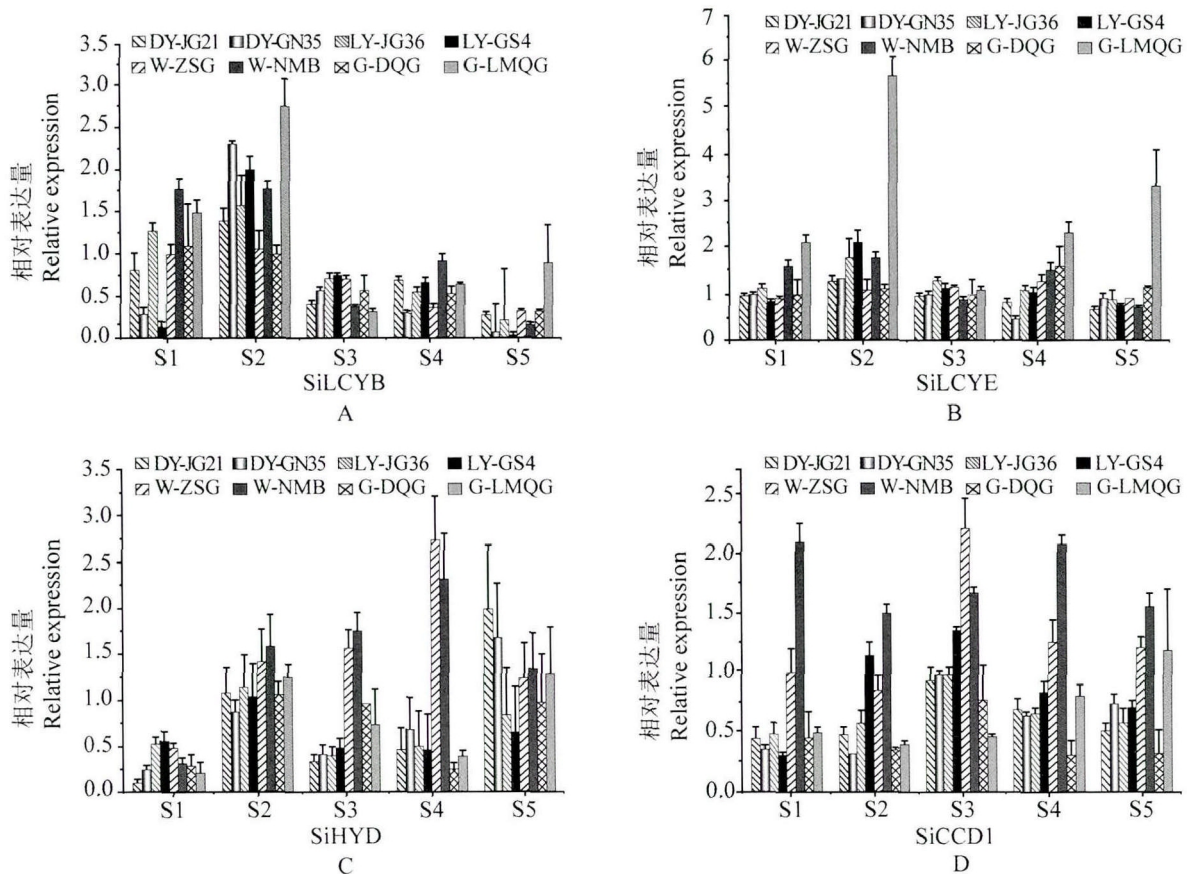 DY-JG21 DY-GN35 LY-JG36 LY-GS4
W-ZSG W-NMB G-DQG G-LMQG
3.5
3.0
2.5
2.0
1.5
1.0
0.5
0.0
相对表达量
Relative expression
S1 S2 S3 S4 S5
SiLCYB
A
DY-JG21 DY-GN35 LY-JG36 LY-GS4
W-ZSG W-NMB G-DQG G-LMQG
7
6
5
4
3
2
1
0
相对表达量
Relative expression
S1 S2 S3 S4 S5
SiLCYE
B
DY-JG21 DY-GN35 LY-JG36 LY-GS4
W-ZSG W-NMB G-DQG G-LMQG
3.5
3.0
2.5
2.0
1.5
1.0
0.5
0.0
相对表达量
Relative expression
S1 S2 S3 S4 S5
SiHYD
C
DY-JG21 DY-GN35 LY-JG36 LY-GS4
W-ZSG W-NMB G-DQG G-LMQG
2.5
2.0
1.5
1.0
0.5
0.0
相对表达量
Relative expression
S1 S2 S3 S4 S5
SiCCD1
D